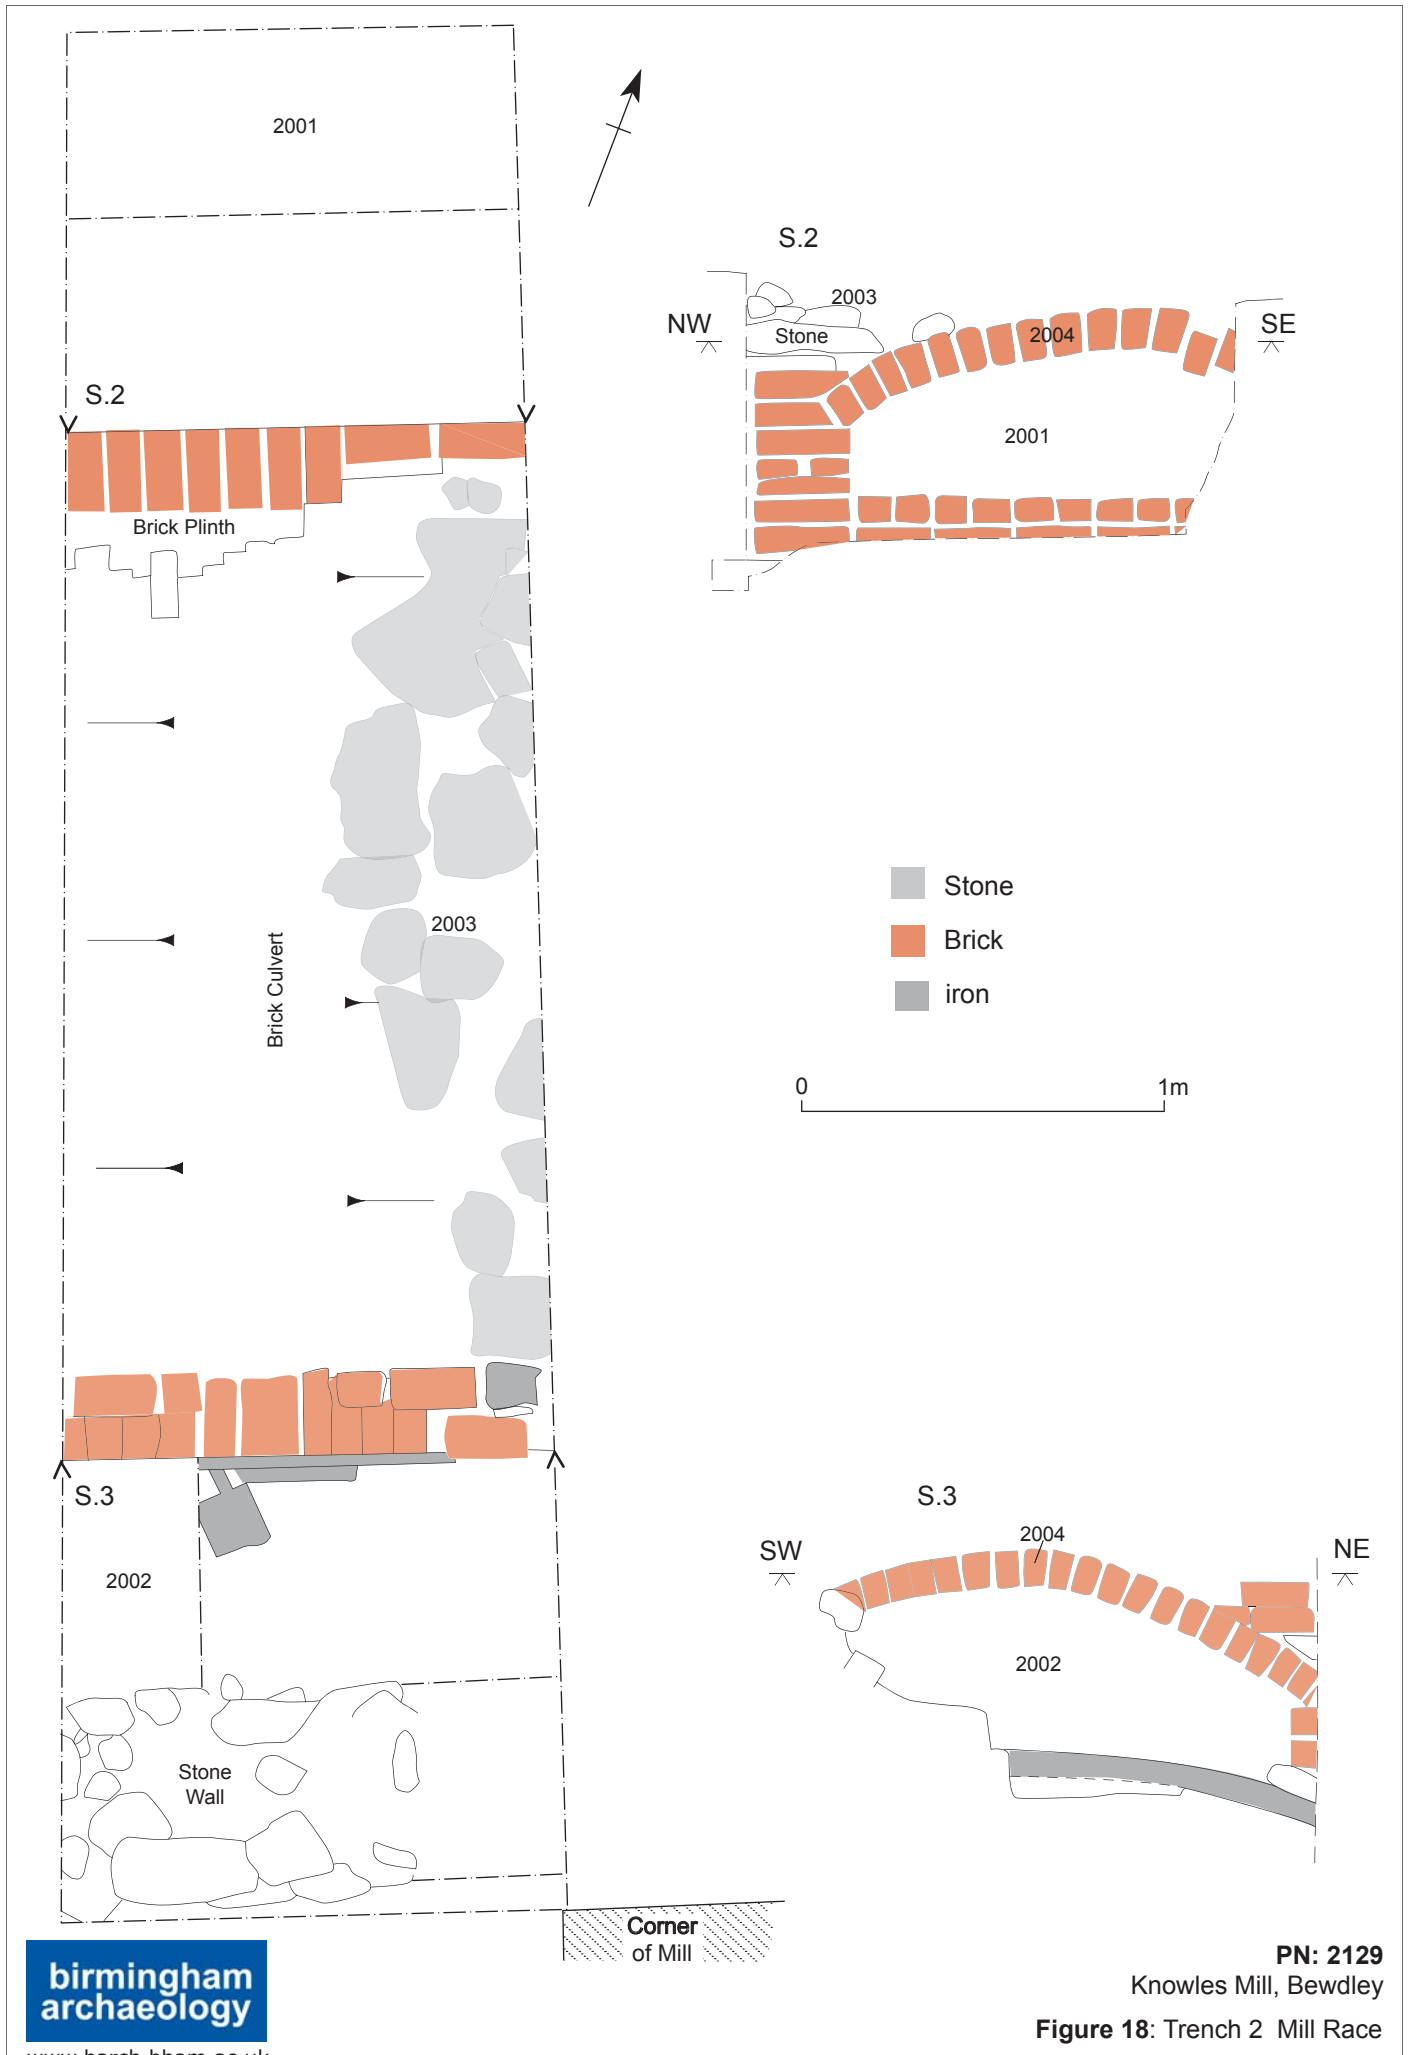 2001
S.2
Brick Plinth
2003
Brick Culvert
S.3
2002
Stone
Wall
Corner
of Mill
S.2
NW
2003
Stone
2004
SE
2001
Stone
Brick
iron
0
1m
S.3
SW
2004
NE
2002
birmingham
archaeology
PN: 2129
Knowles Mill, Bewdley
Figure 18: Trench 2 Mill Race